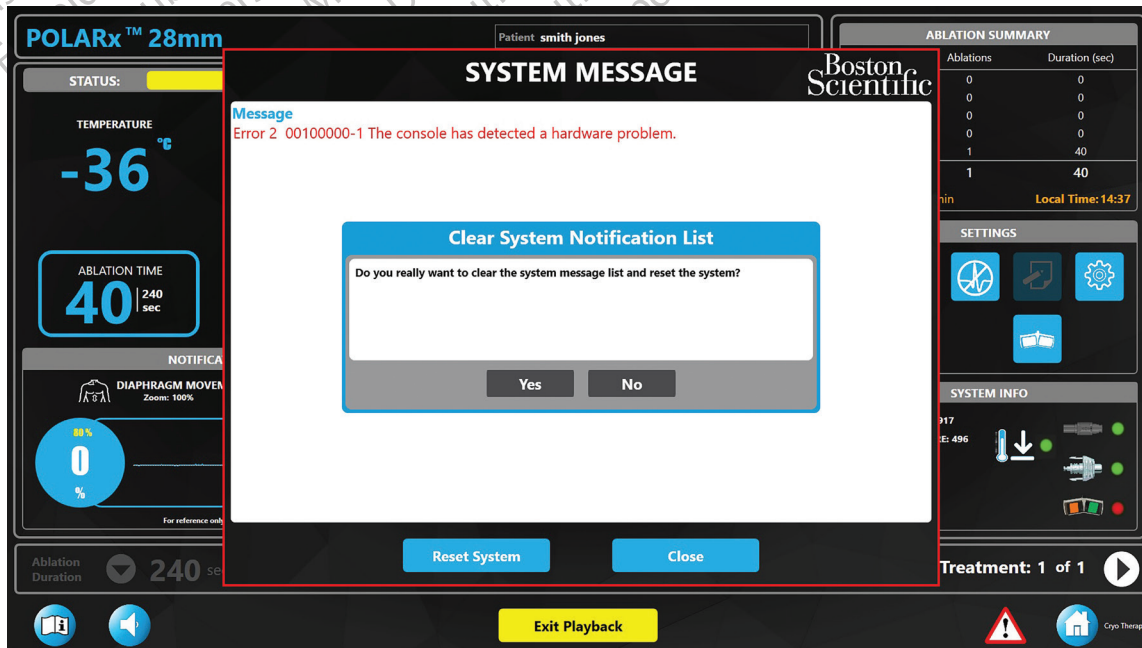 POLARx™ 28mm
Patient smith jones
ABLATION SUMMARY
Ablations Duration (sec)
0 0
0 0
0 0
0 0
1 40
1 40
Local Time: 14:37
STATUS:
TEMPERATURE
-36 °C
ABLATION TIME
40 240
sec
SYSTEM MESSAGE
Boston
Scientific
Message
Error 2 00100000-1 The console has detected a hardware problem.
Clear System Notification List
Do you really want to clear the system message list and reset the system?
Yes No
Reset System Close
SETTINGS
NOTIFICA
DIAPHRAGM MOVEM
Zoom: 100%
80 %
0
%
For reference only
SYSTEM INFO
917
E: 496
Ablation
Duration
240 se
Treatment: 1 of 1
Exit Playback
Cryo Therap